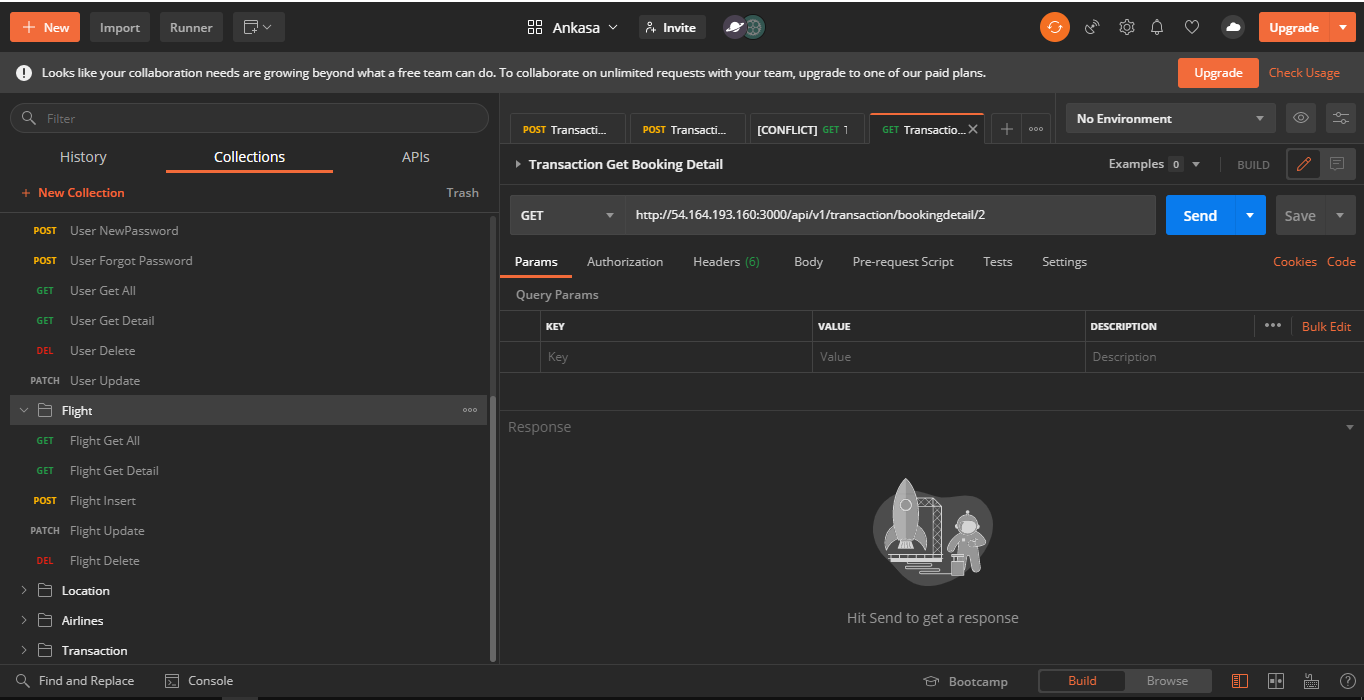 New Import Runner Ankasa Invite Upgrade
Looks like your collaboration needs are growing beyond what a free team can do. To collaborate on unlimited requests with your team, upgrade to one of our paid plans. Upgrade Check Usage
Filter
History Collections APIs
+ New Collection Trash
POST User NewPassword
POST User Forgot Password
GET User Get All
GET User Get Detail
DEL User Delete
PATCH User Update
Flight
GET Flight Get All
GET Flight Get Detail
POST Flight Insert
PATCH Flight Update
DEL Flight Delete
Location
Airlines
Transaction
POST Transacti... POST Transacti... [CONFLICT] GET GET Transactio... No Environment
Transaction Get Booking Detail Examples 0 BUILD
GET http://54.164.193.160:3000/api/v1/transaction/bookingdetail/2 Send Save
Params Authorization Headers (6) Body Pre-request Script Tests Settings Cookies Code
Query Params
KEY VALUE DESCRIPTION ••• Bulk Edit
Key Value Description
Response
Hit Send to get a response
Find and Replace Console Bootcamp Build Browse